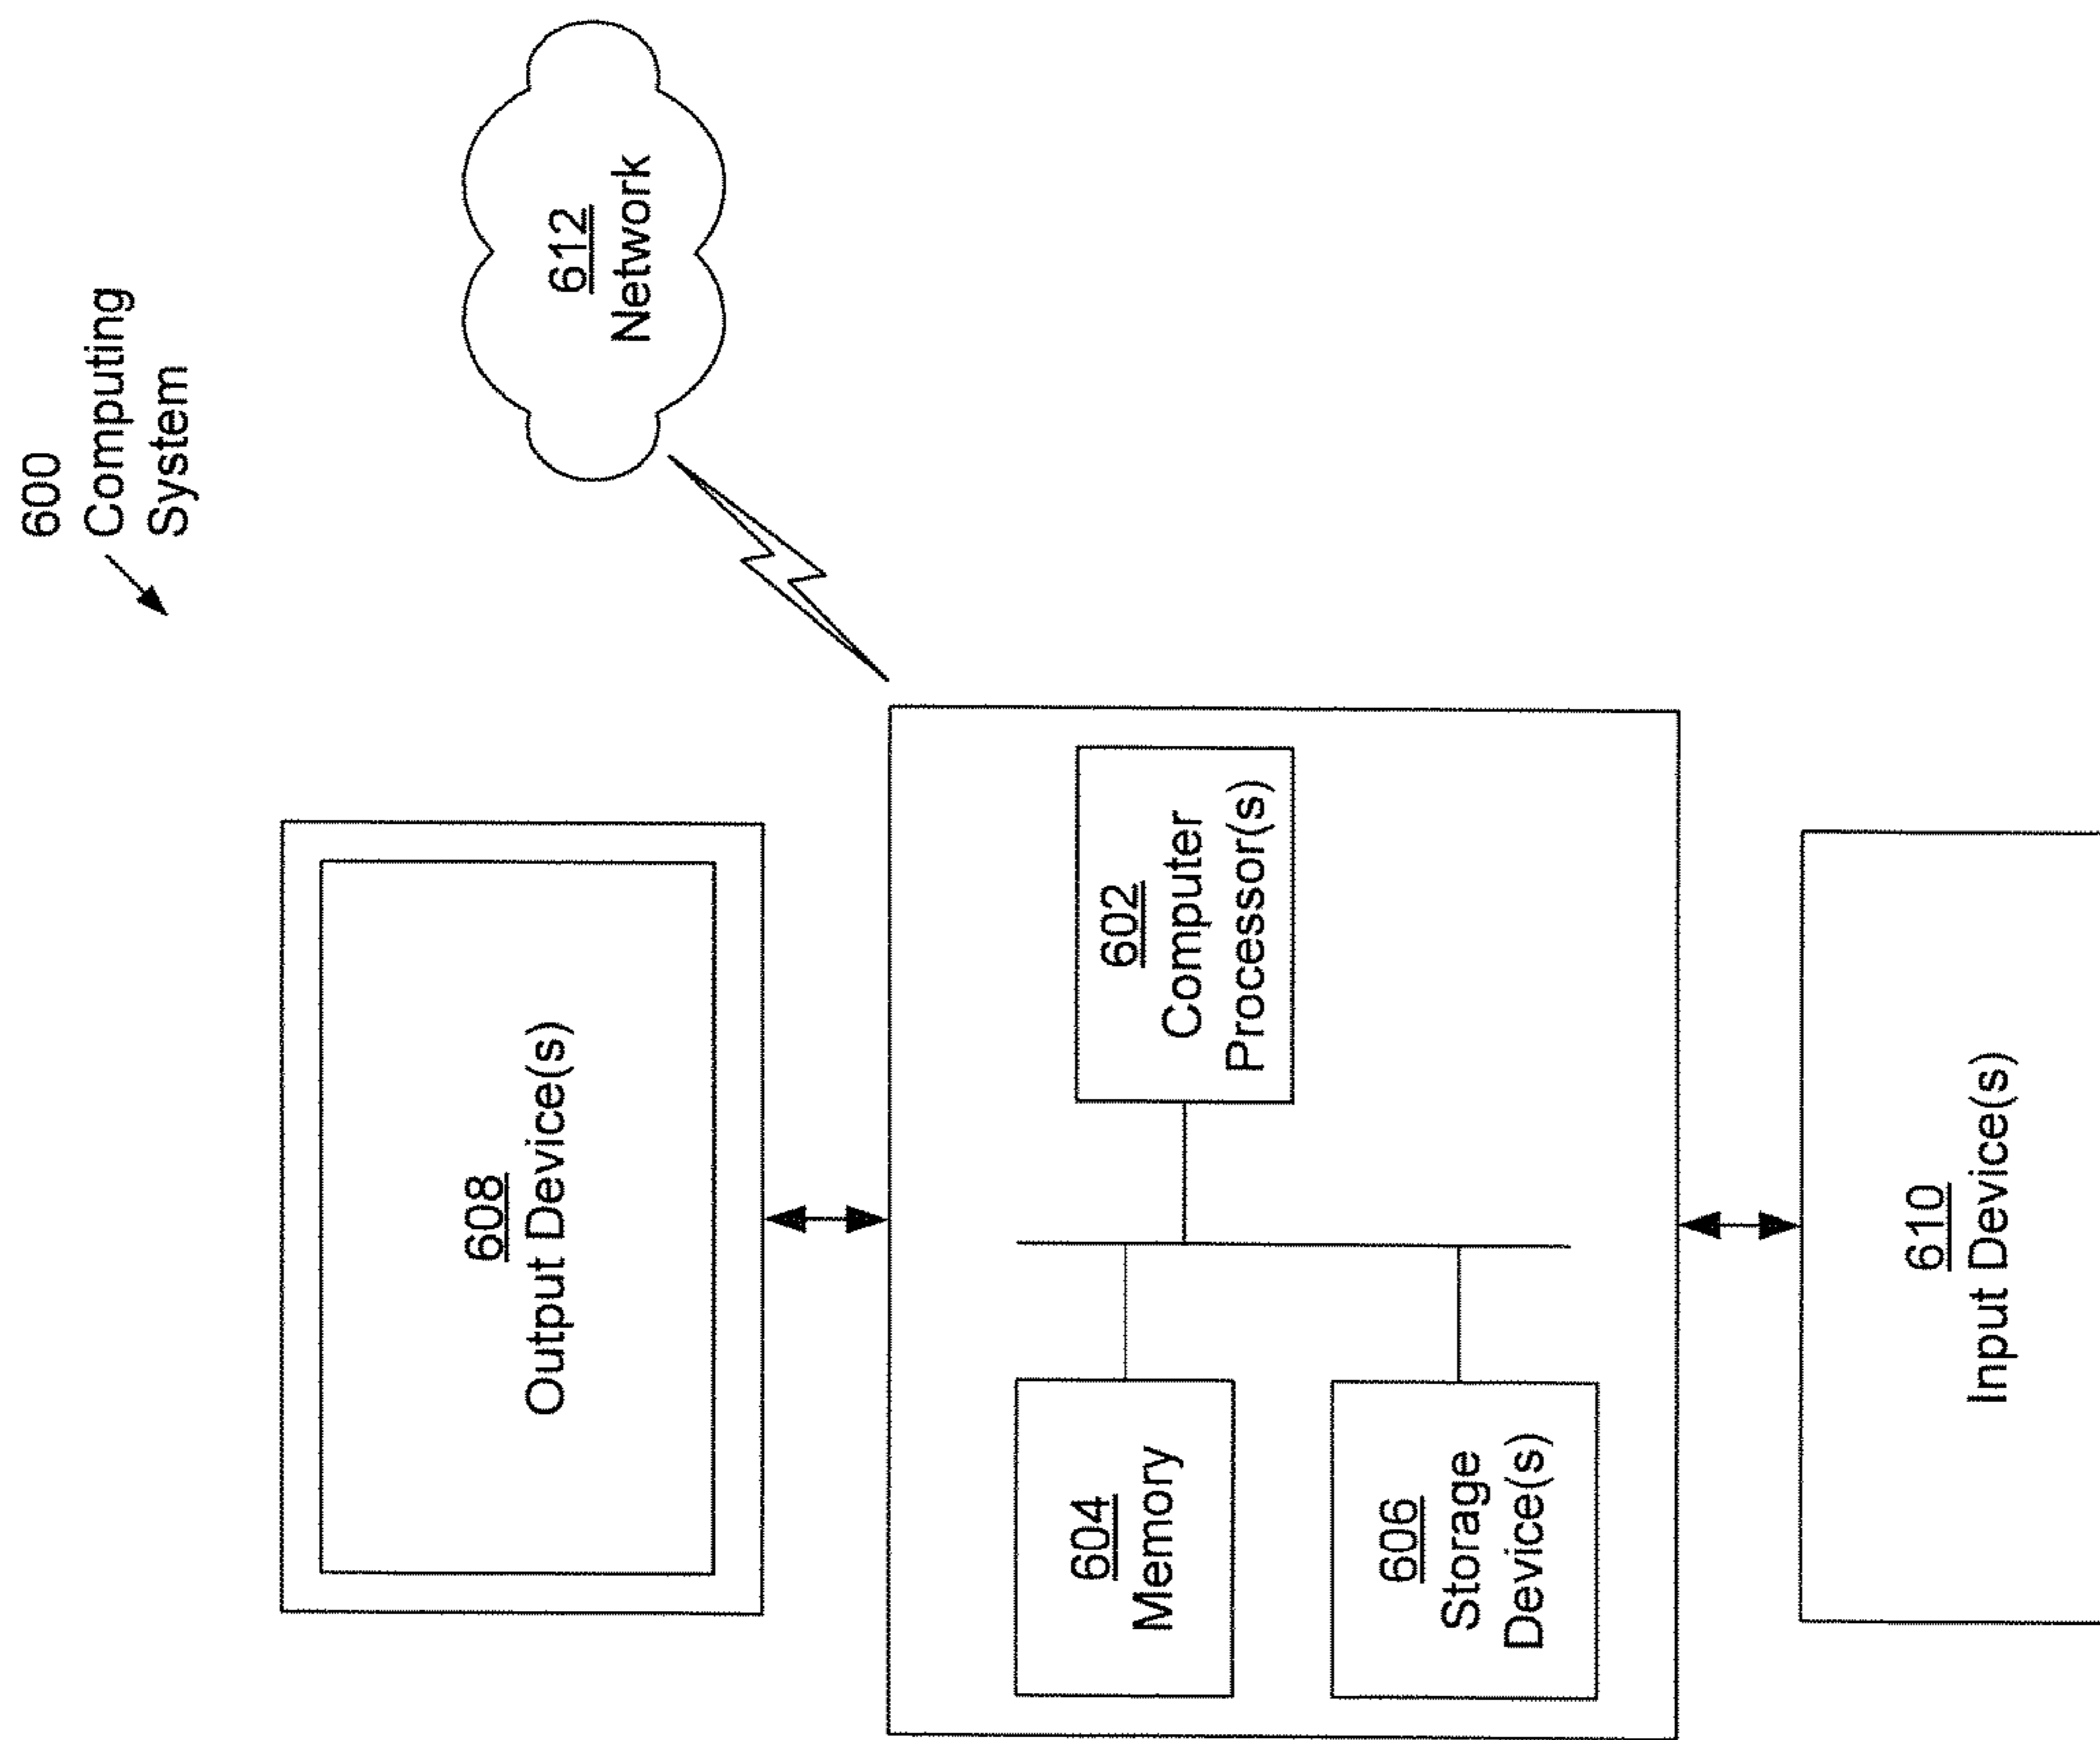 600
Computing
System
612
Network
608
Output Device(s)
602
Computer
Processor(s)
604
Memory
606
Storage
Device(s)
610
Input Device(s)